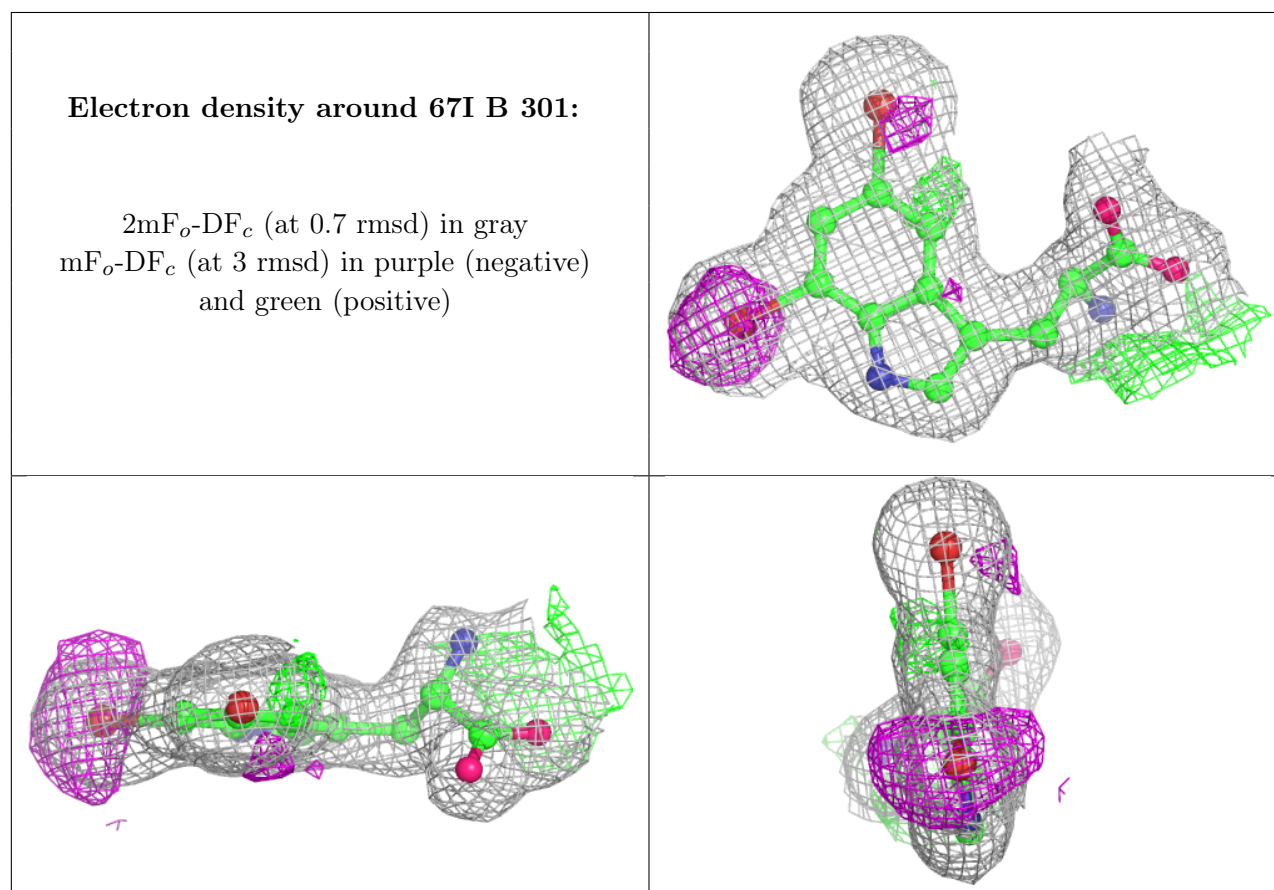 Electron density around 67I B 301:
2mFₒ-DF𝒸 (at 0.7 rmsd) in gray
mFₒ-DF𝒸 (at 3 rmsd) in purple (negative)
and green (positive)